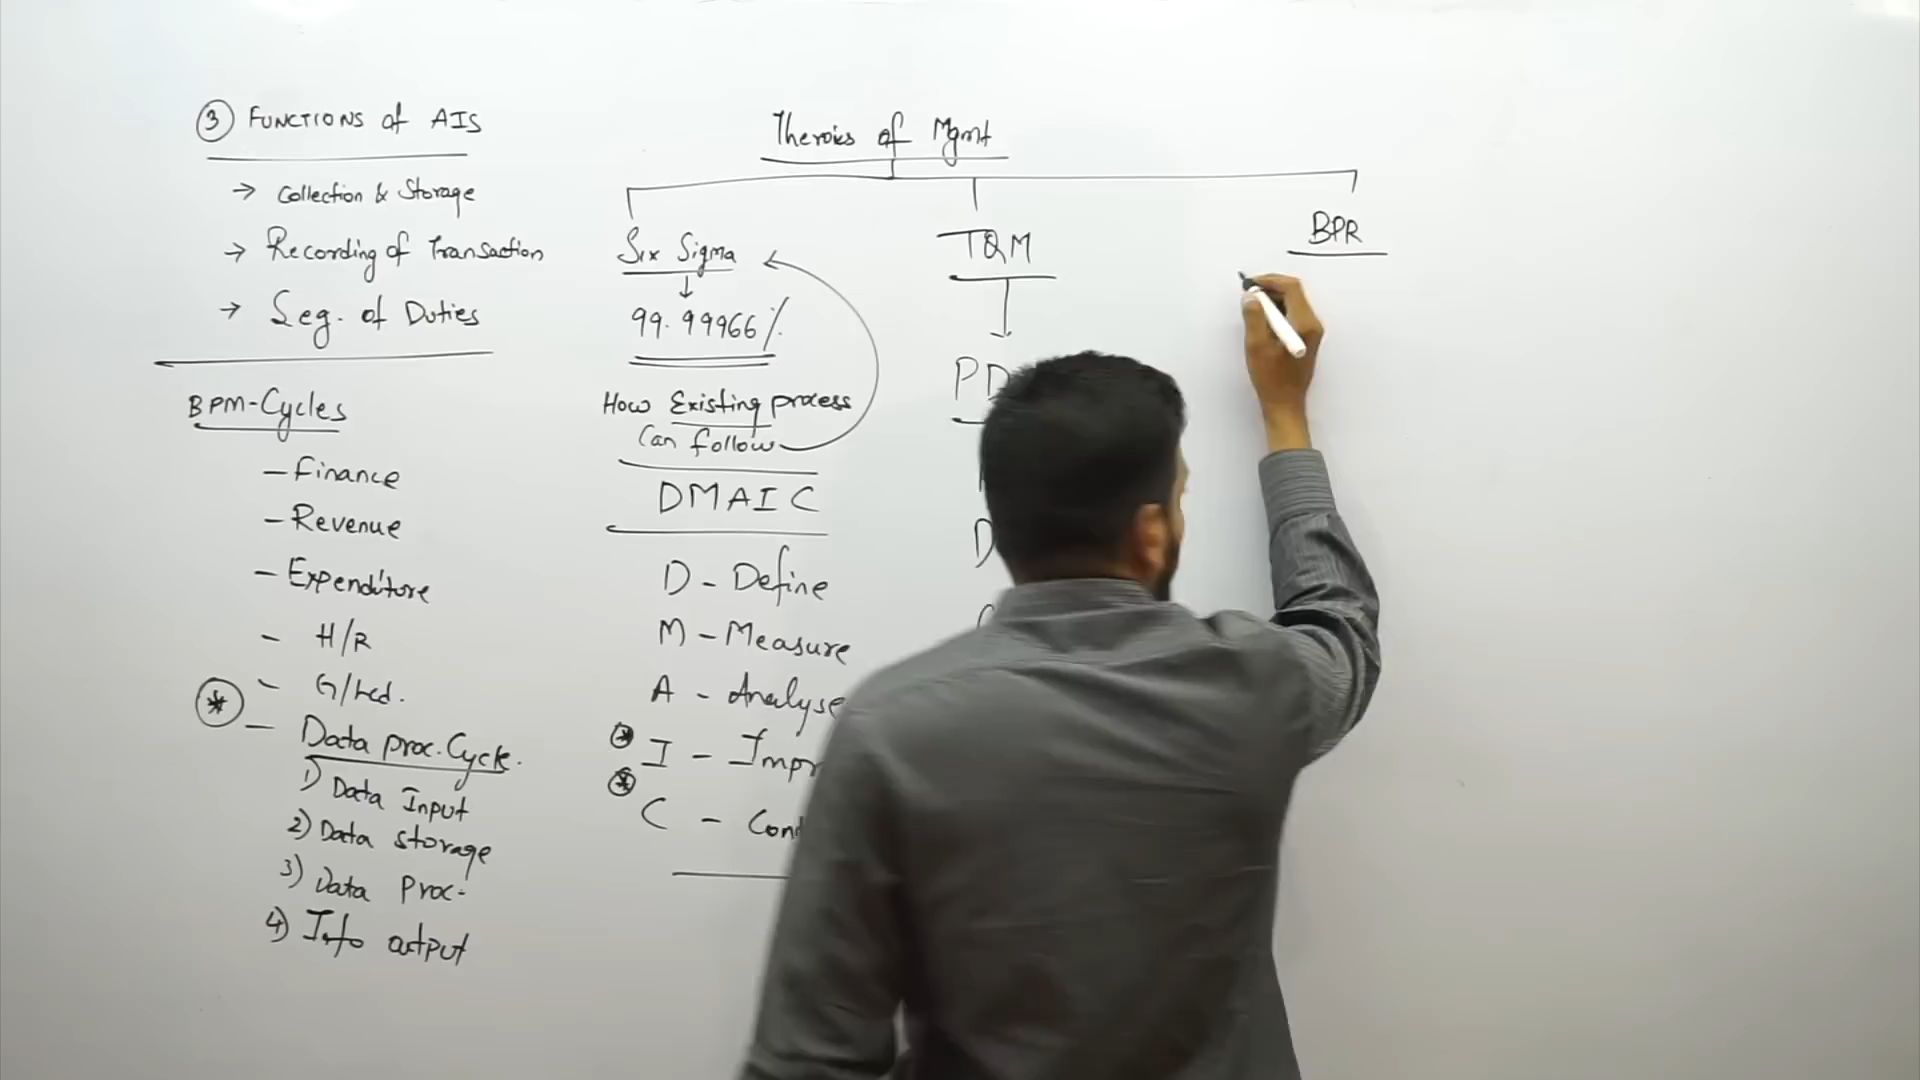 3 FUNCTIONS of AIS
→ Collection & Storage
→ Recording of Transaction
→ Seg. of Duties
BPM-Cycles
- Finance
- Revenue
- Expenditure
- H/R
- G/Led.
* - Data proc. Cycle.
1) Data Input
2) Data storage
3) Data Proc.
4) Info output
Theroies of Mgmt
Six Sigma
99.99966%
How Existing process
Can follow
DMAIC
D - Define
M - Measure
A - Analyse
* I - Impr
* C - Cont
TQM
PD
D
BPR